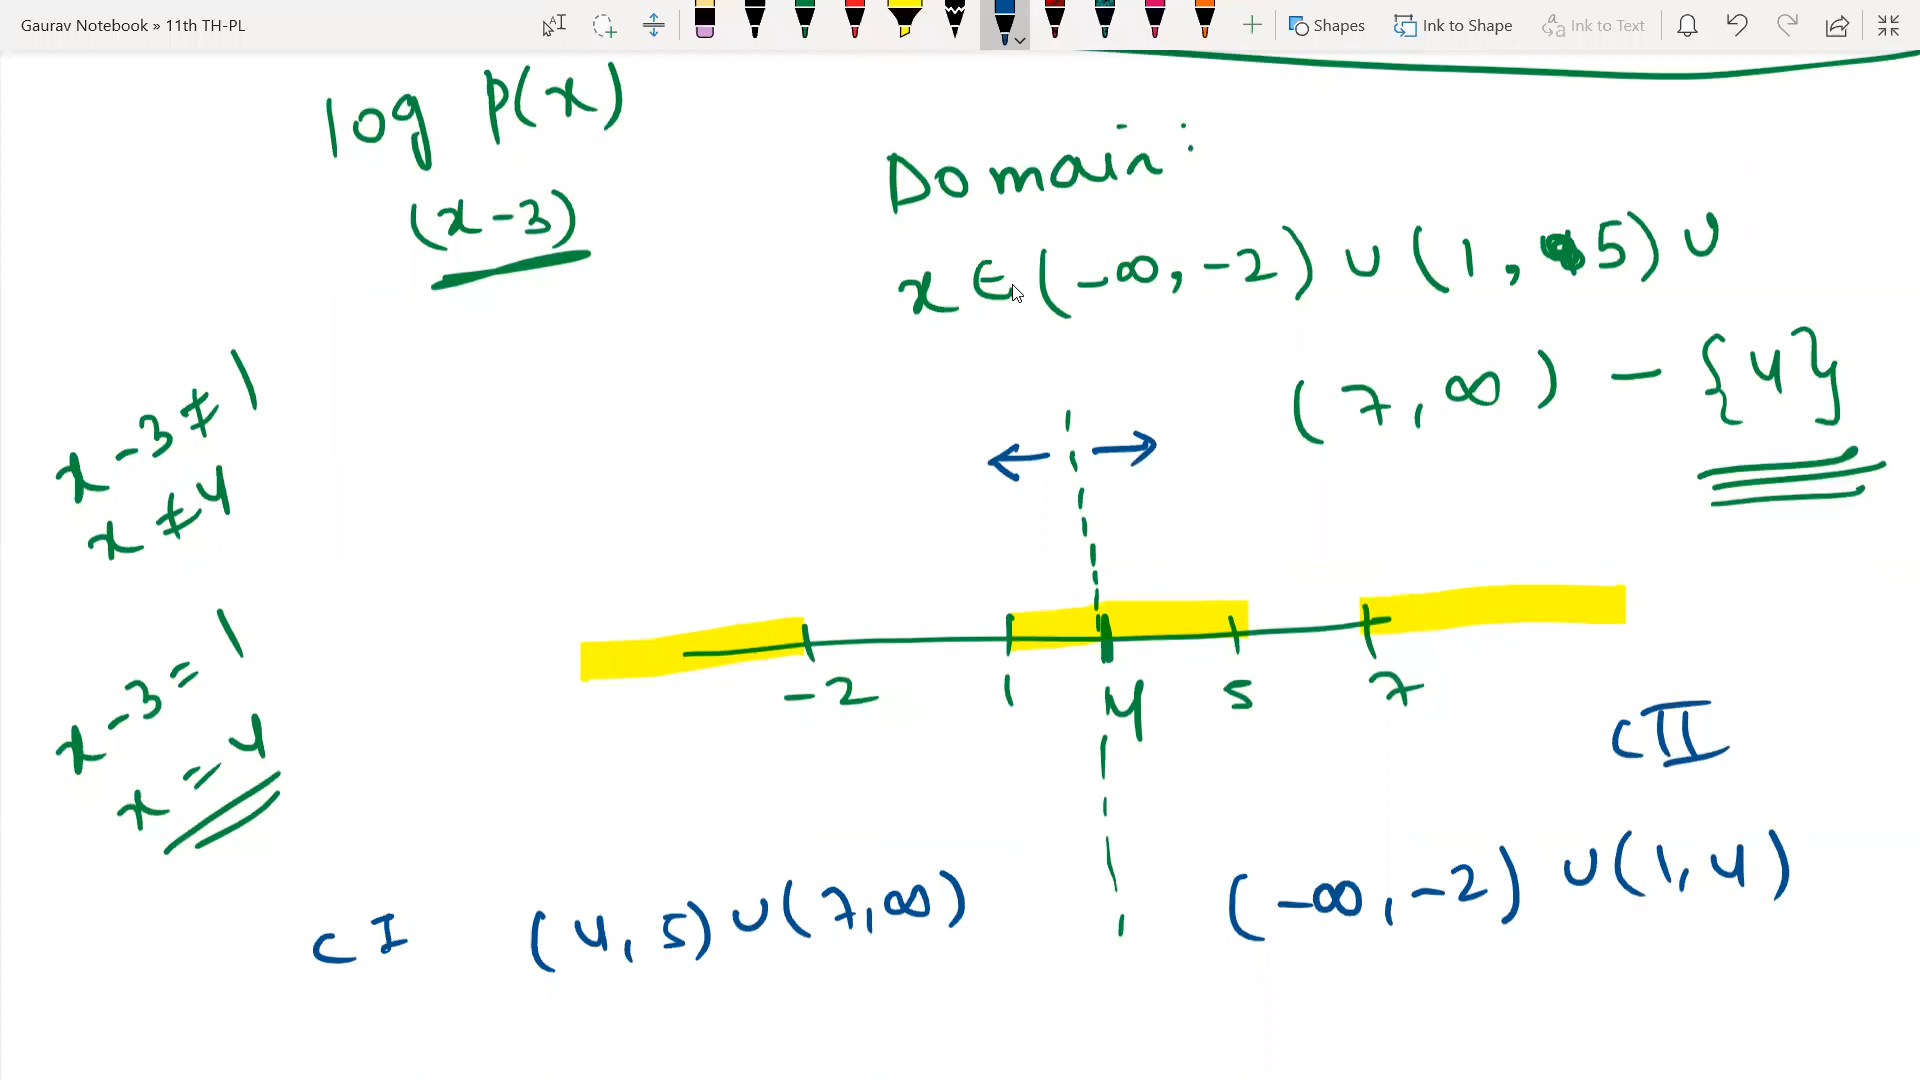 Gaurav Notebook » 11th TH-PL
Shapes
Ink to Shape
Ink to Text
log P(x)
(x-3)
Domain:
x ∈ (-∞, -2) ∪ (1, 5) ∪
(7, ∞) - {4}
x-3 ≠ 1
x ≠ 4
-2 1 4 5 7
x-3 = 1
x = 4
C II
C I (4, 5) ∪ (7, ∞)
(-∞, -2) ∪ (1, 4)